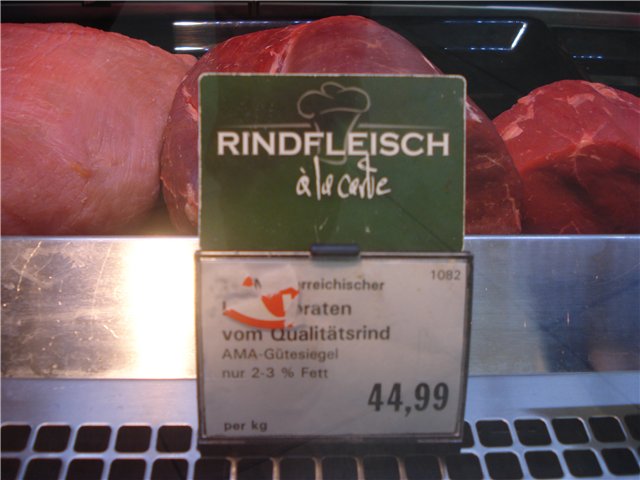 RINDFLEISCH
à la carte
1082
vom Qualitätsrind
AMA-Gütesiegel
nur 2-3 % Fett
44,99
per kg